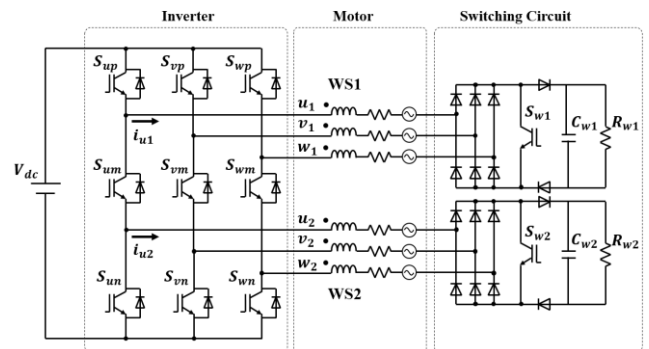 Inverter
Motor
Switching Circuit
S_up
S_vp
S_wp
WS1
i_u1
u_1
v_1
w_1
S_w1
C_w1
R_w1
V_dc
S_um
S_vm
S_wm
i_u2
u_2
v_2
w_2
S_w2
C_w2
R_w2
S_un
S_vn
S_wn
WS2